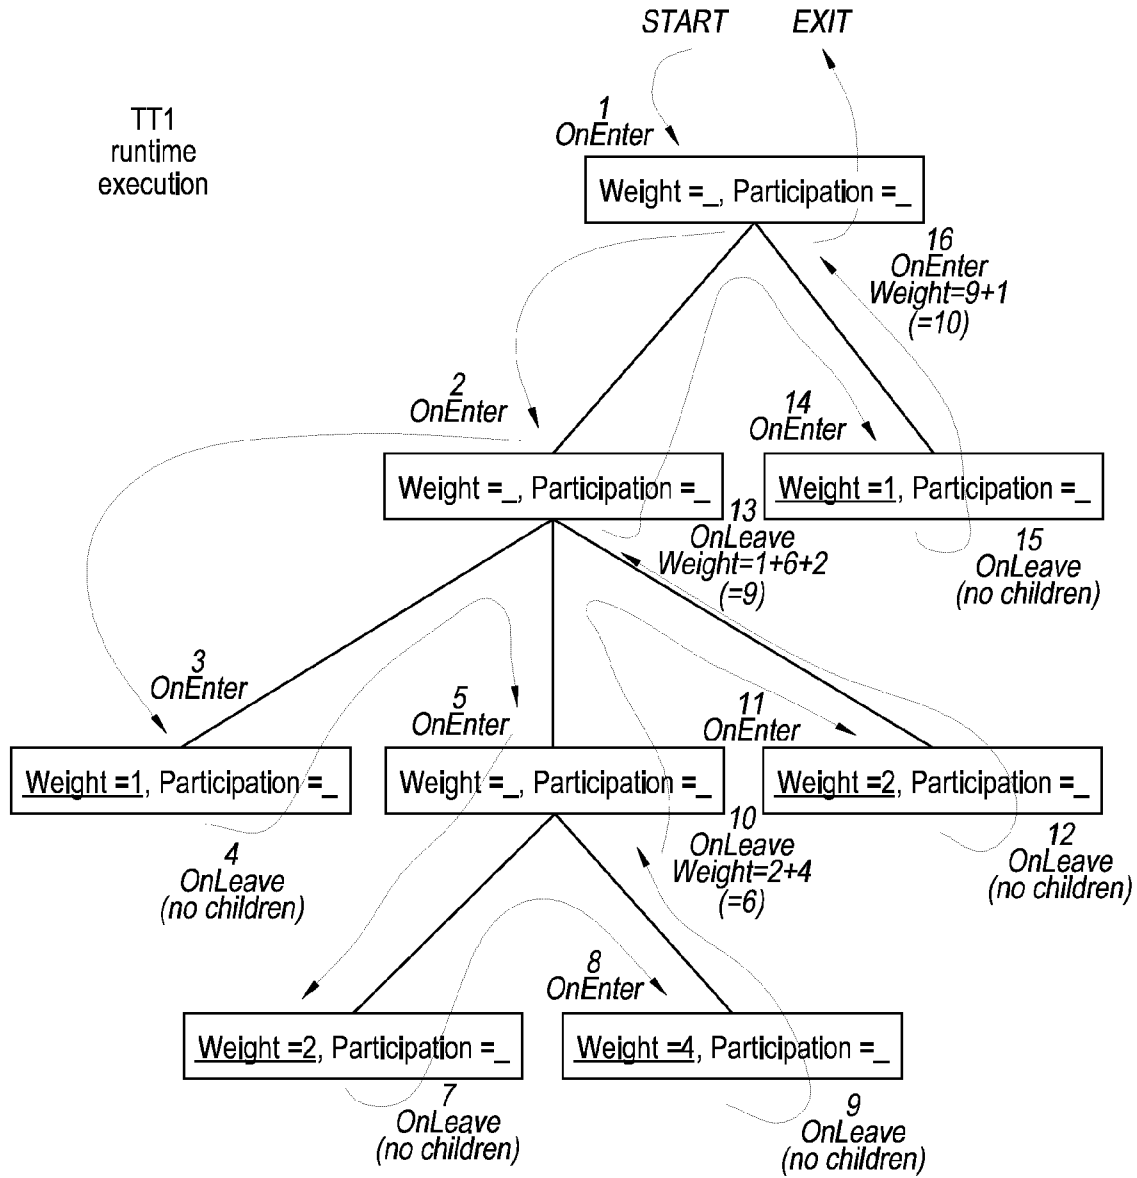 START EXIT
TT1
runtime
execution
1
OnEnter
Weight =_, Participation =_
16
OnEnter
Weight=9+1
(=10)
2
OnEnter
14
OnEnter
Weight =_, Participation =_
Weight =1, Participation =_
13
OnLeave
Weight=1+6+2
(=9)
15
OnLeave
(no children)
3
OnEnter
5
OnEnter
11
OnEnter
Weight =1, Participation =_
Weight =_, Participation =_
Weight =2, Participation =_
4
OnLeave
(no children)
10
OnLeave
Weight=2+4
(=6)
12
OnLeave
(no children)
8
OnEnter
Weight =2, Participation =_
Weight =4, Participation =_
7
OnLeave
(no children)
9
OnLeave
(no children)